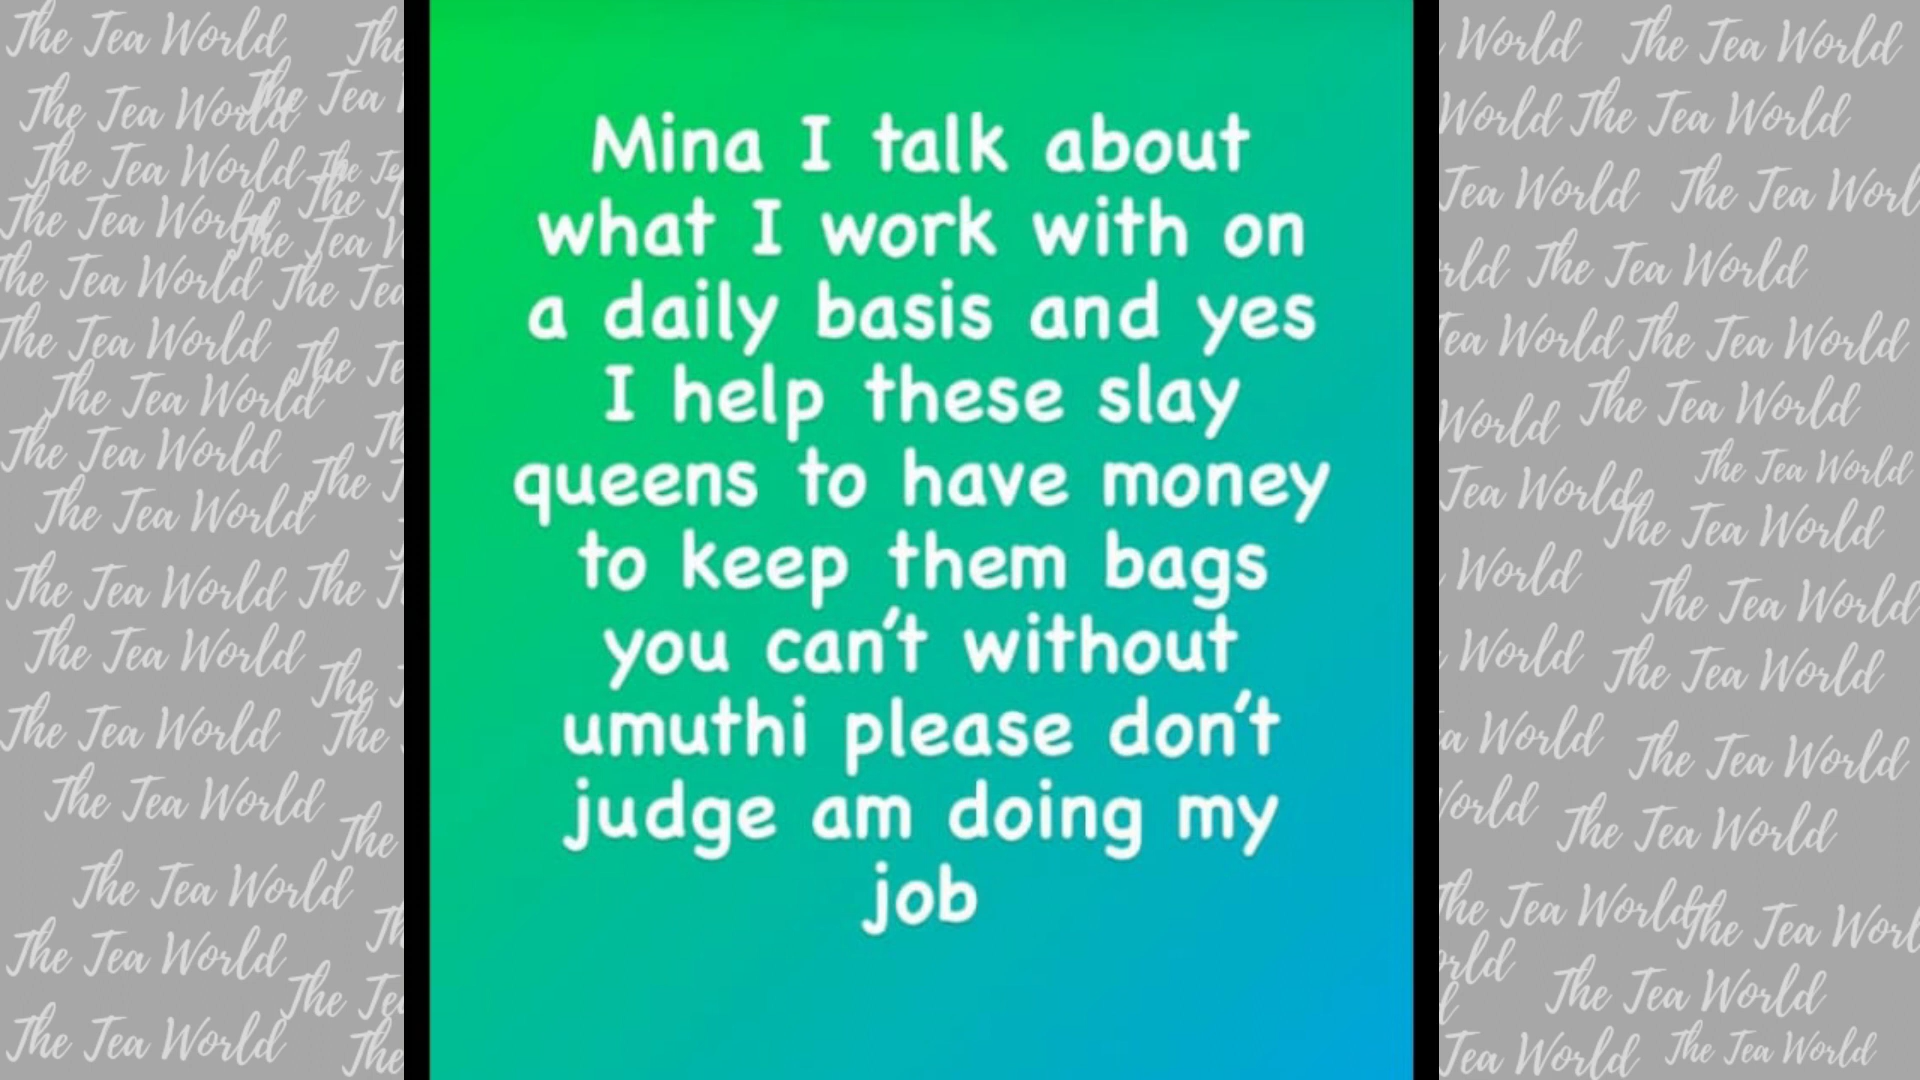 Mina I talk about
what I work with on
a daily basis and yes
I help these slay
queens to have money
to keep them bags
you can't without
umuthi please don't
judge am doing my
job
The Tea World